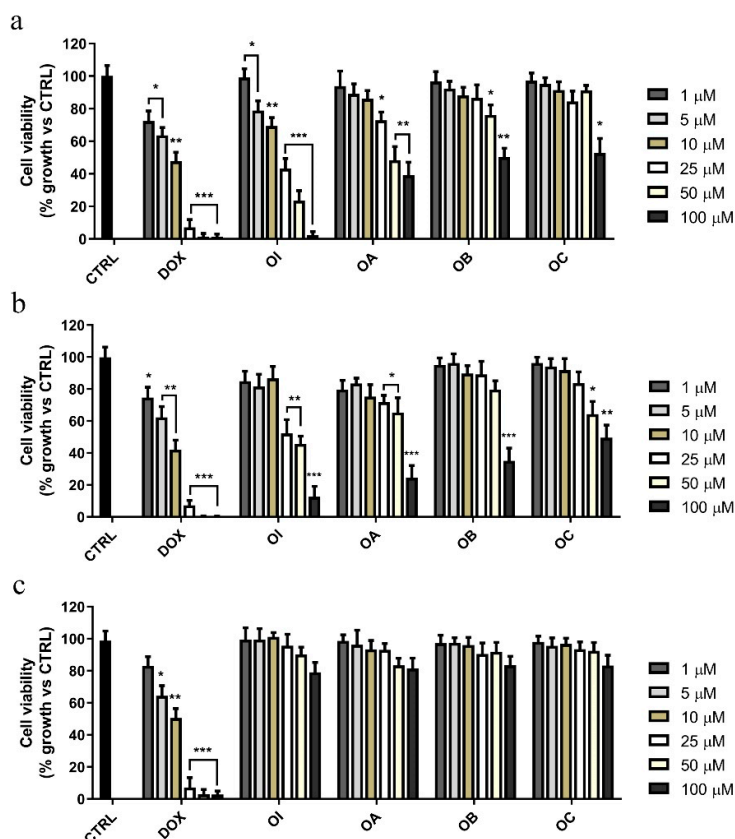 a
Cell viability
(% growth vs CTRL)
120
100
80
60
40
20
0
* ** *** * ** *** * ** * ** *
CTRL DOX OI OA OB OC
1 μM
5 μM
10 μM
25 μM
50 μM
100 μM
b
Cell viability
(% growth vs CTRL)
120
100
80
60
40
20
0
* ** *** ** *** * *** *** * **
CTRL DOX OI OA OB OC
1 μM
5 μM
10 μM
25 μM
50 μM
100 μM
c
Cell viability
(% growth vs CTRL)
120
100
80
60
40
20
0
* ** ***
CTRL DOX OI OA OB OC
1 μM
5 μM
10 μM
25 μM
50 μM
100 μM